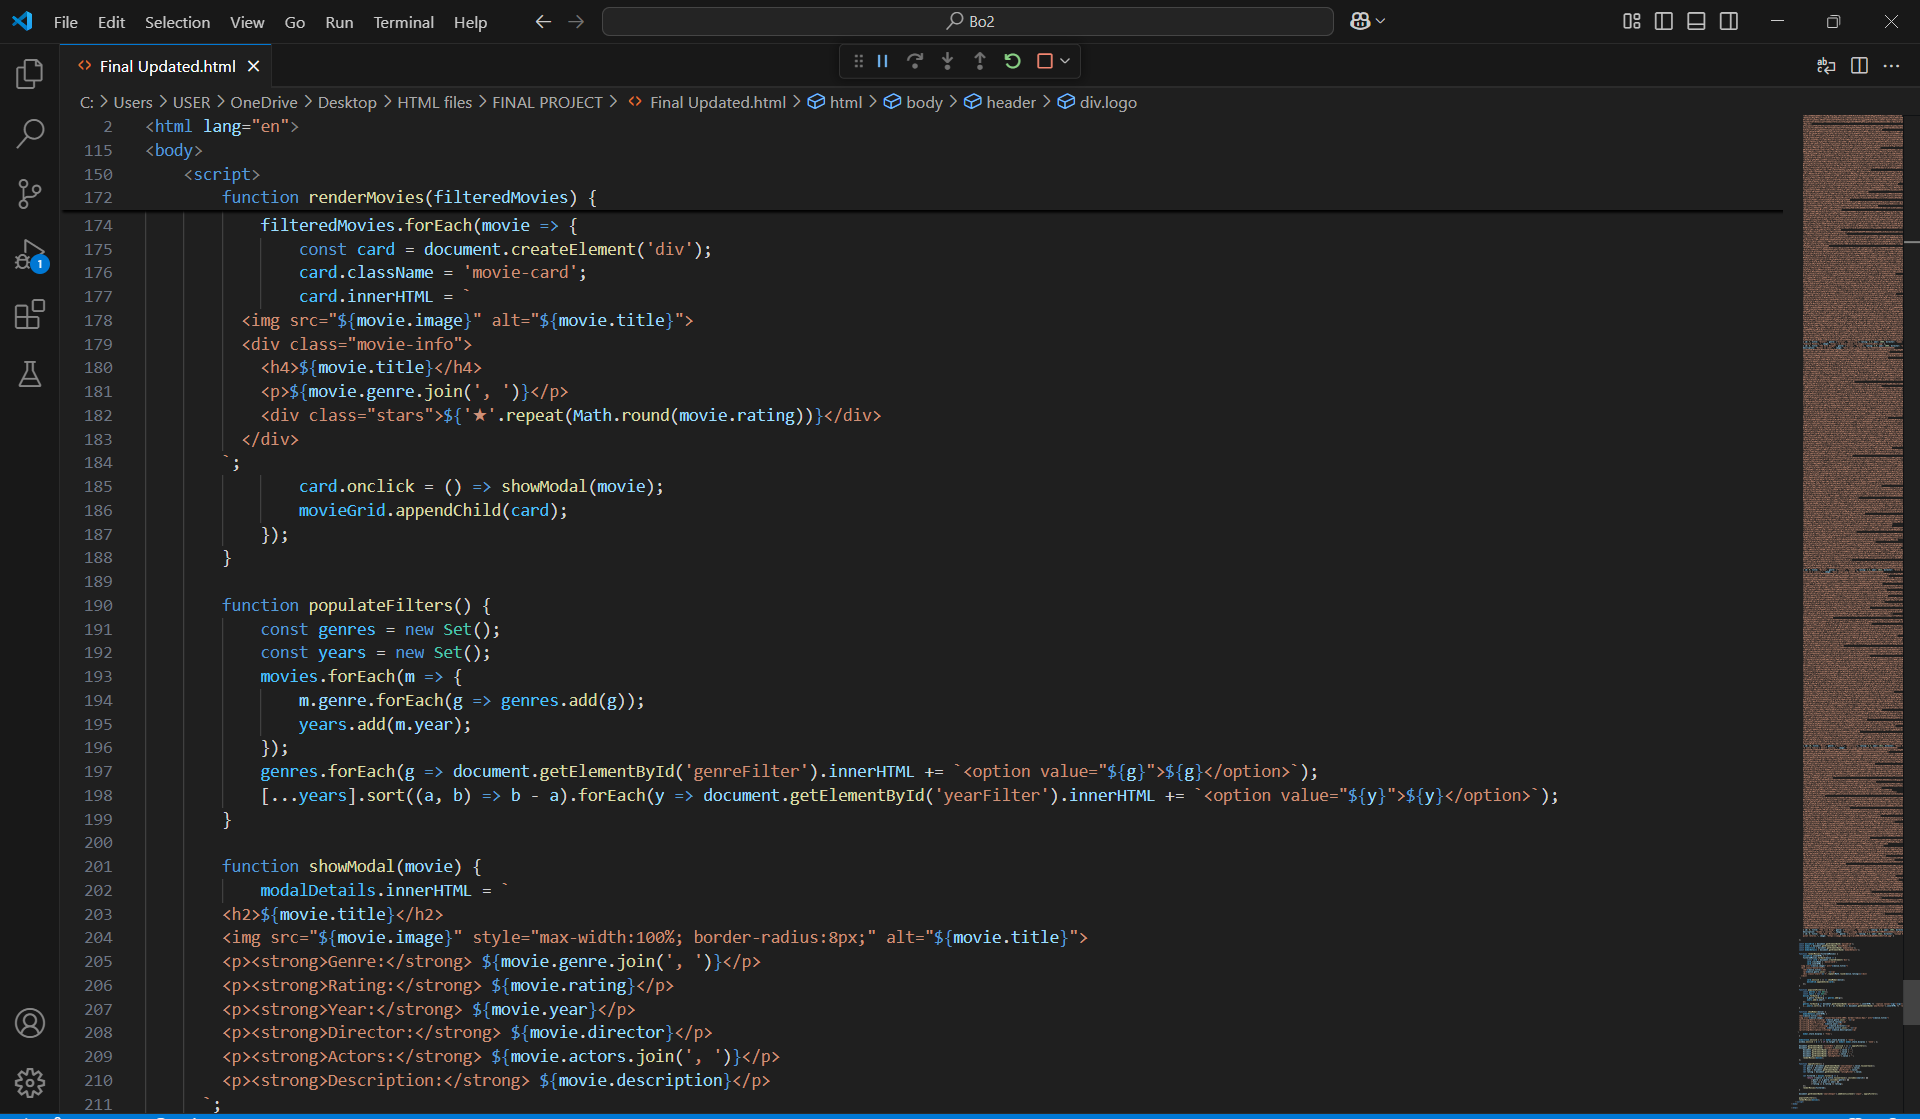 File Edit Selection View Go Run Terminal Help
Bo2
Final Updated.html
C: > Users > USER > OneDrive > Desktop > HTML files > FINAL PROJECT > <> Final Updated.html > html > body > header > div.logo
2 <html lang="en">
115 <body>
150 <script>
172 function renderMovies(filteredMovies) {
174 filteredMovies.forEach(movie => {
175 const card = document.createElement('div');
176 card.className = 'movie-card';
177 card.innerHTML = `
178 <img src="${movie.image}" alt="${movie.title}">
179 <div class="movie-info">
180 <h4>${movie.title}</h4>
181 <p>${movie.genre.join(', ')}</p>
182 <div class="stars">${'★'.repeat(Math.round(movie.rating))}</div>
183 </div>
184 `;
185 card.onclick = () => showModal(movie);
186 movieGrid.appendChild(card);
187 });
188 }
189
190 function populateFilters() {
191 const genres = new Set();
192 const years = new Set();
193 movies.forEach(m => {
194 m.genre.forEach(g => genres.add(g));
195 years.add(m.year);
196 });
197 genres.forEach(g => document.getElementById('genreFilter').innerHTML += `<option value="${g}">${g}</option>`);
198 [...years].sort((a, b) => b - a).forEach(y => document.getElementById('yearFilter').innerHTML += `<option value="${y}">${y}</option>`);
199 }
200
201 function showModal(movie) {
202 modalDetails.innerHTML = `
203 <h2>${movie.title}</h2>
204 <img src="${movie.image}" style="max-width:100%; border-radius:8px;" alt="${movie.title}">
205 <p><strong>Genre:</strong> ${movie.genre.join(', ')}</p>
206 <p><strong>Rating:</strong> ${movie.rating}</p>
207 <p><strong>Year:</strong> ${movie.year}</p>
208 <p><strong>Director:</strong> ${movie.director}</p>
209 <p><strong>Actors:</strong> ${movie.actors.join(', ')}</p>
210 <p><strong>Description:</strong> ${movie.description}</p>
211 `;
1